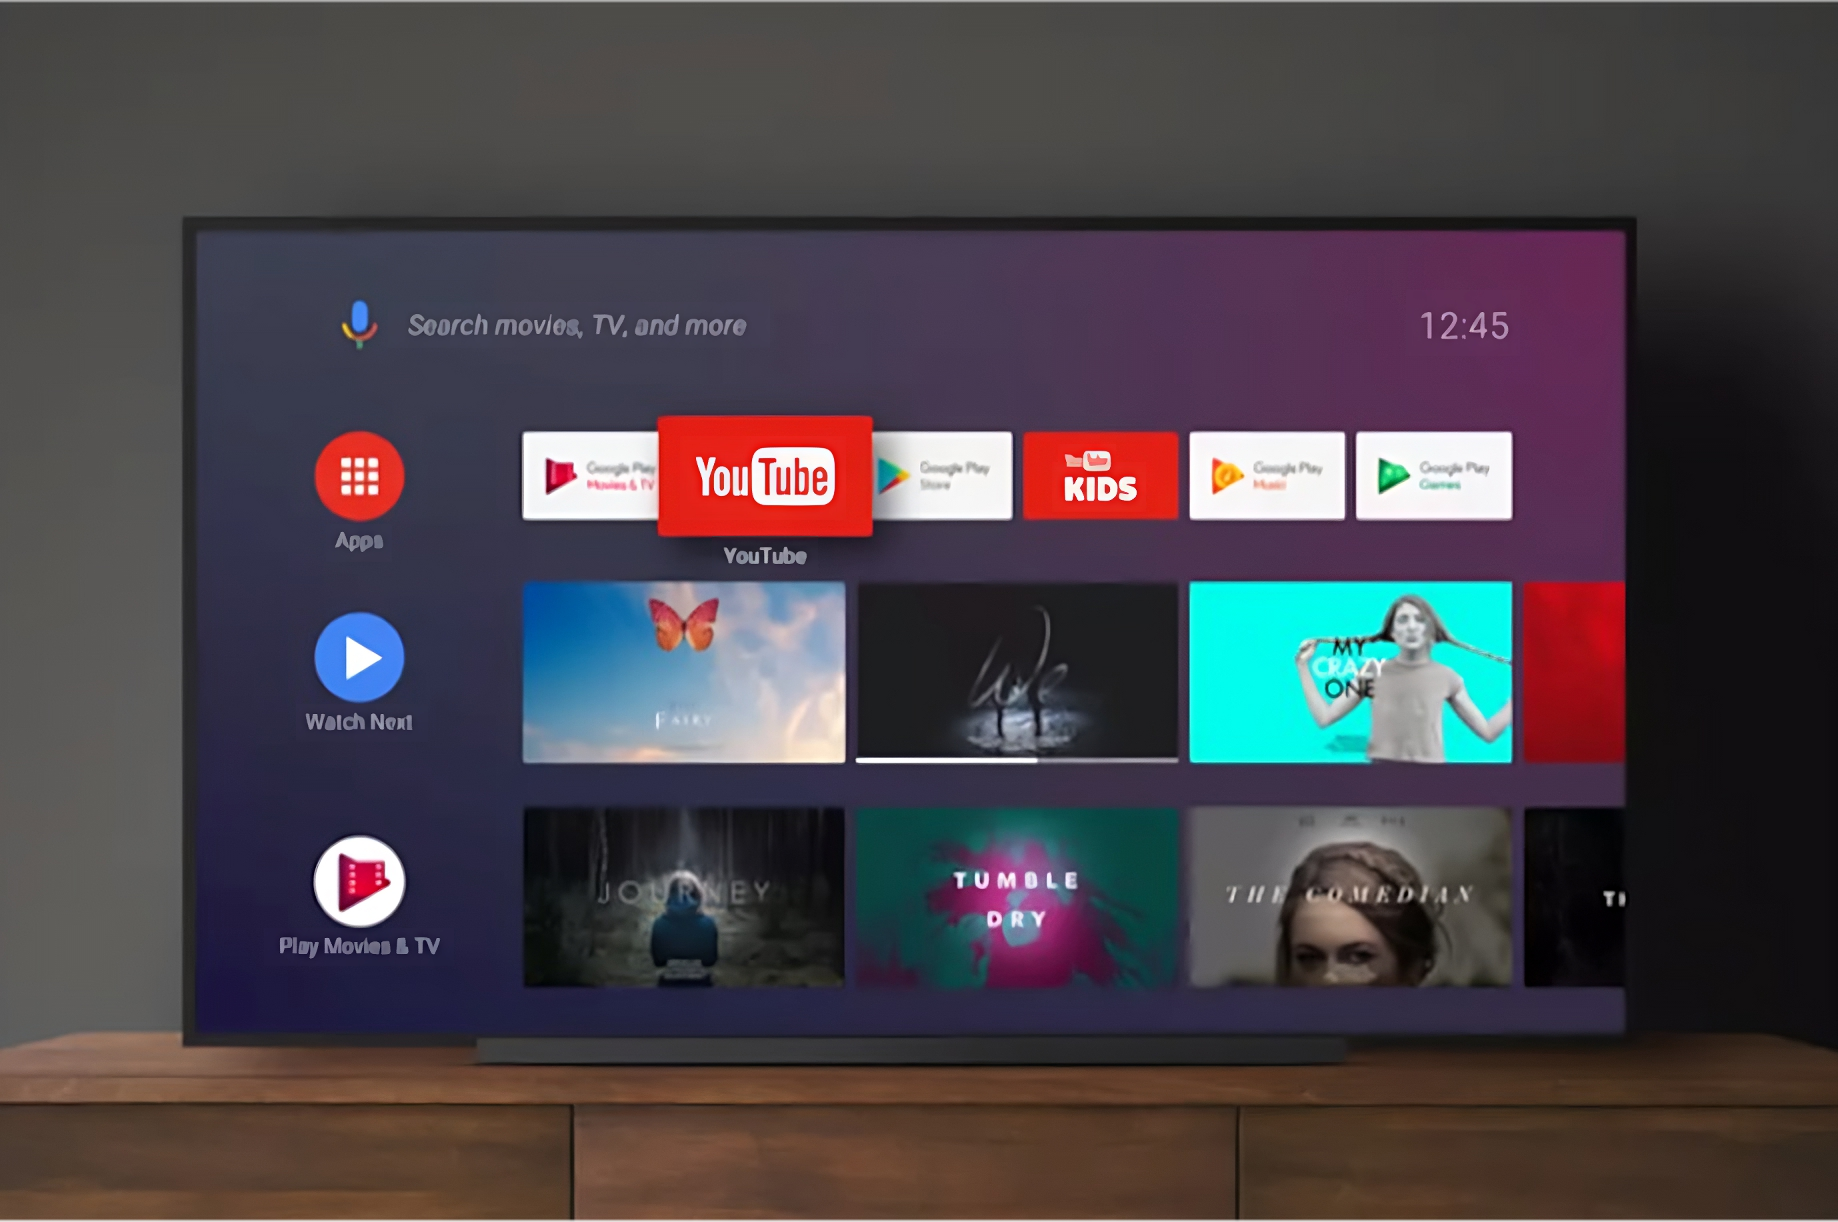 Search movies, TV, and more
12:45
Google Play
Movies & TV
YouTube
Google Play
Store
KIDS
Google Play
Music
Google Play
Games
Apps
YouTube
FAIRY
We
MY
CRAZY
ONE
Watch Next
JOURNEY
TUMBLE
DRY
THE COMEDIAN
Play Movies & TV